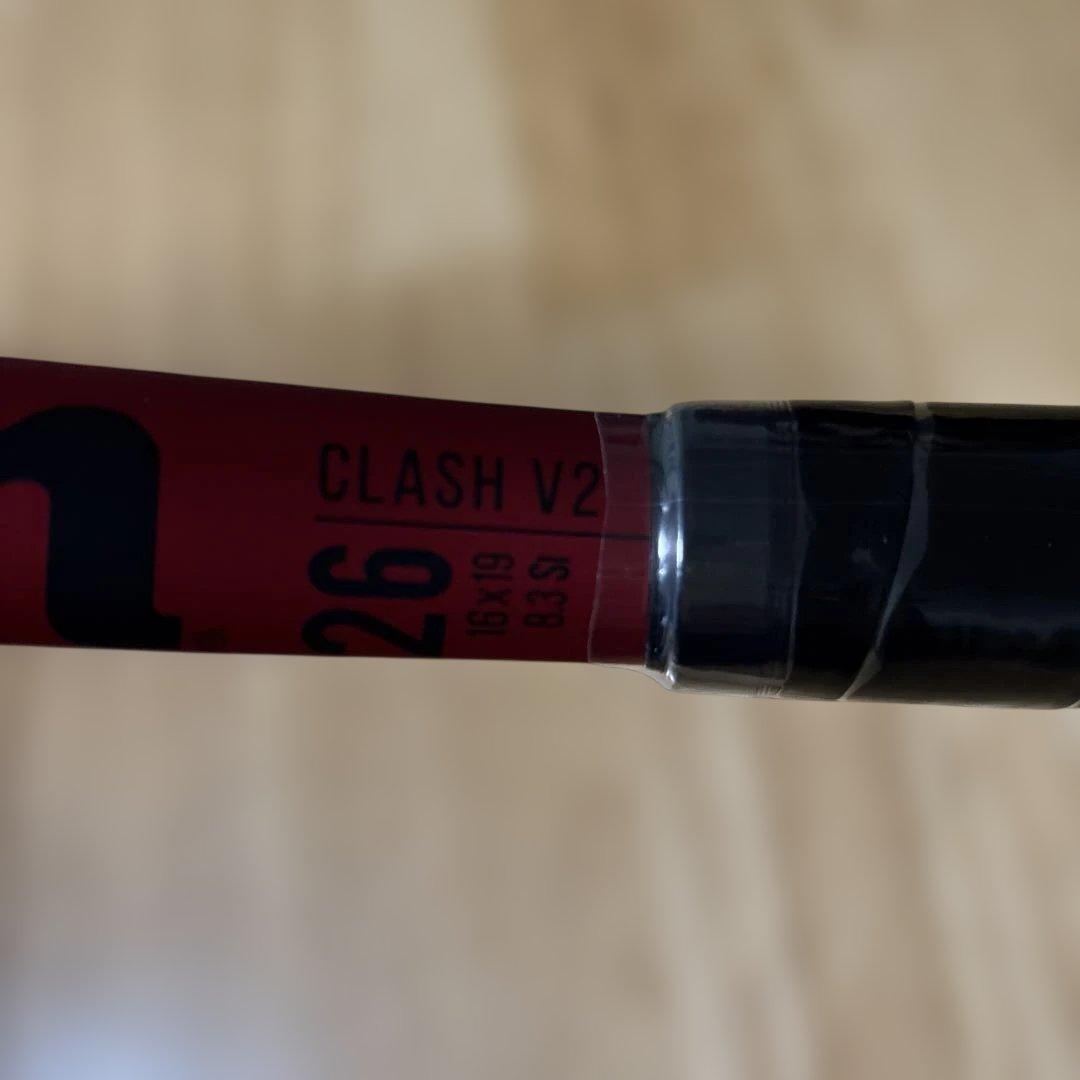 CLASH V2
26
16x19
8.3 SI